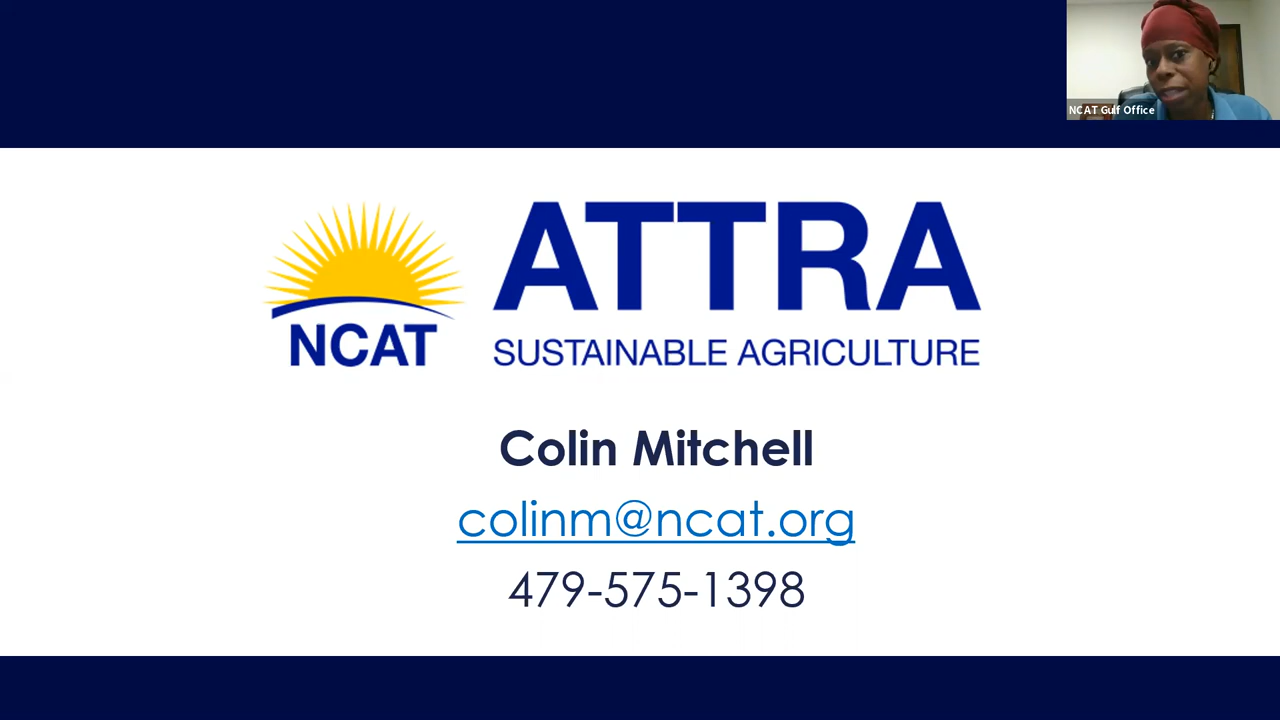 NCAT Gulf Office
ATTRA
NCAT
SUSTAINABLE AGRICULTURE
Colin Mitchell
colinm@ncat.org
479-575-1398